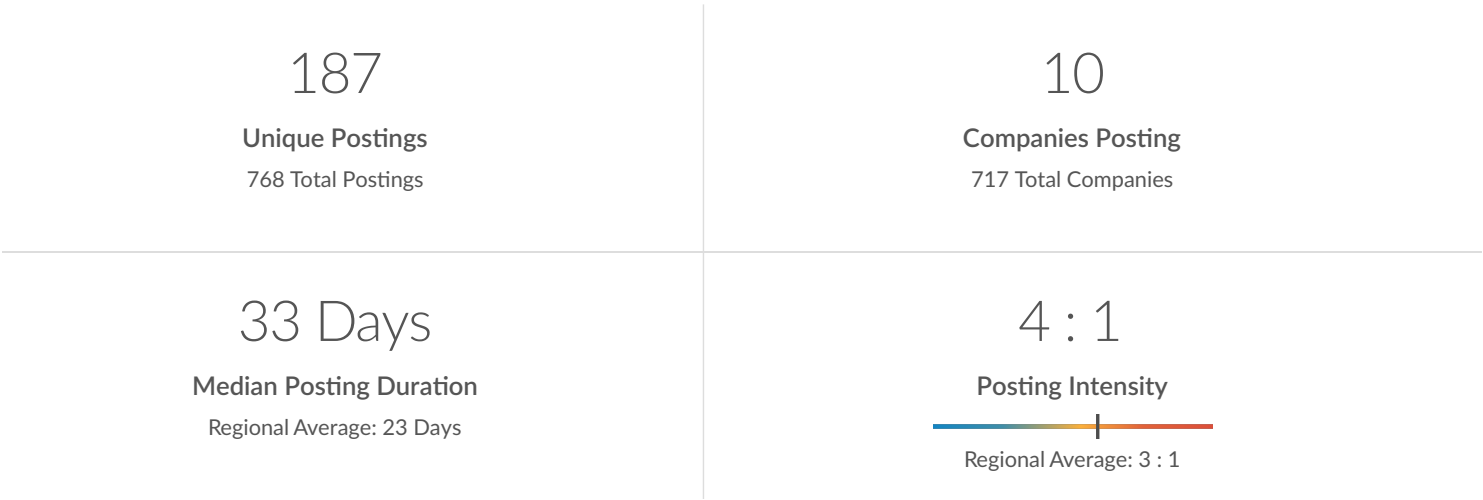 187
Unique Postings
768 Total Postings
10
Companies Posting
717 Total Companies
33 Days
Median Posting Duration
Regional Average: 23 Days
4 : 1
Posting Intensity
Regional Average: 3 : 1